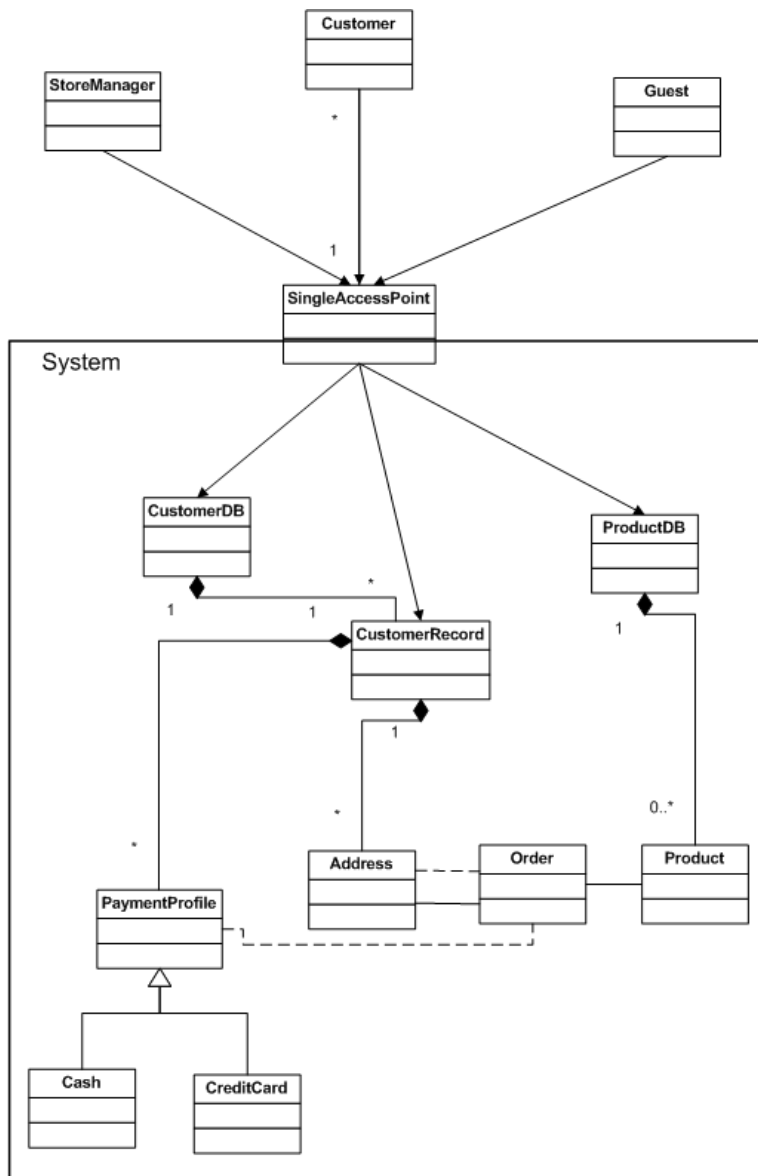 Customer
StoreManager
Guest
*
1
SingleAccessPoint
System
CustomerDB
ProductDB
*
1
1
1
CustomerRecord
1
0..*
*
*
Address
Order
Product
PaymentProfile
Cash
CreditCard